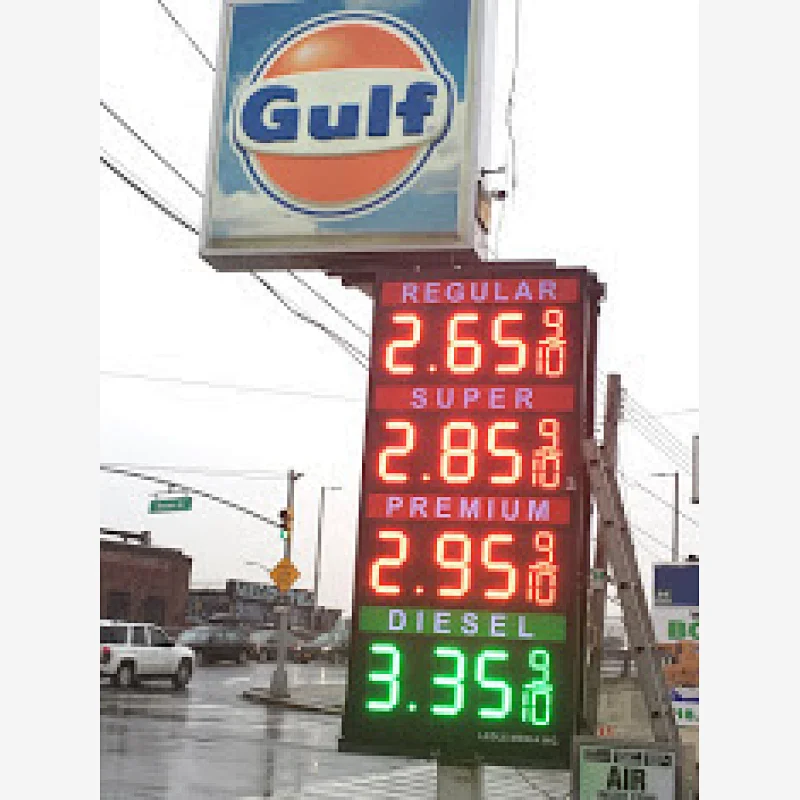 Gulf
REGULAR
2.65 9/10
SUPER
2.85 9/10
PREMIUM
2.95 9/10
DIESEL
3.35 9/10
AIR